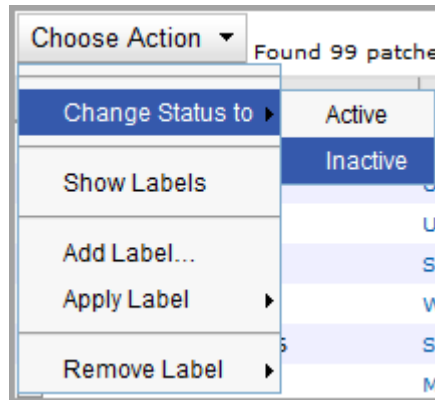 Choose Action
Found 99 patche
Change Status to
Active
Inactive
Show Labels
Add Label...
Apply Label
Remove Label